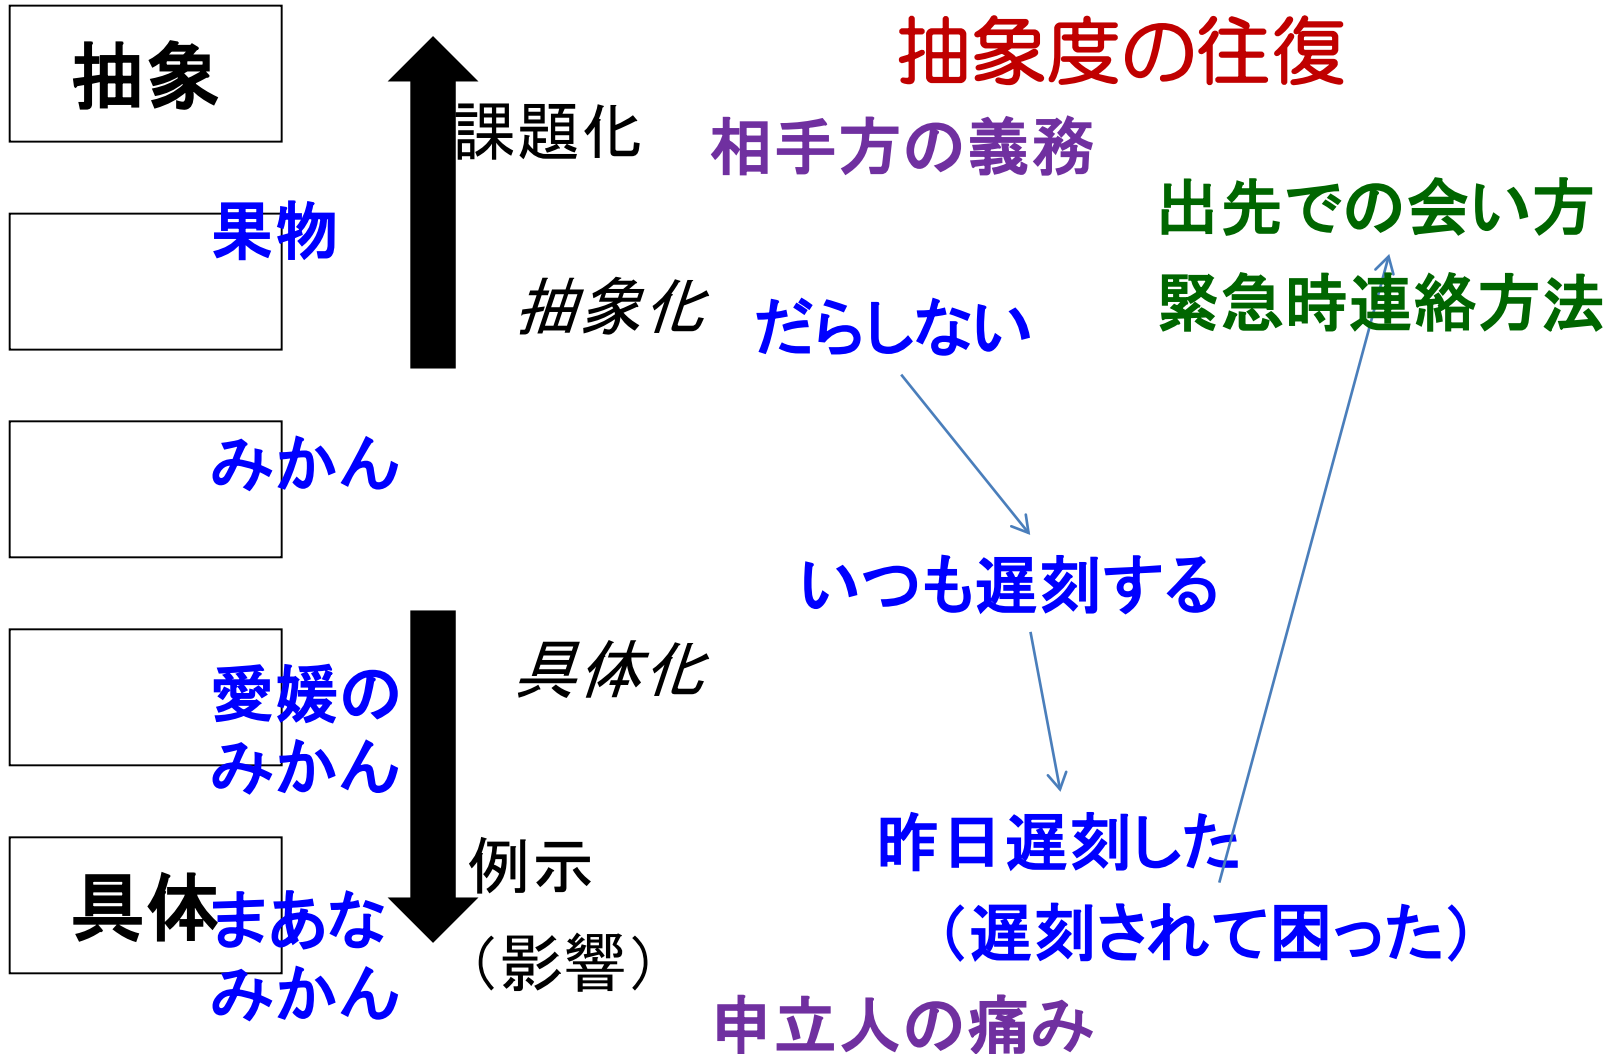 抽象度の往復
抽象
課題化
相手方の義務
出先での会い方
緊急時連絡方法
果物
抽象化
だらしない
みかん
いつも遅刻する
愛媛の
みかん
具体化
昨日遅刻した
（遅刻されて困った）
具体
まあな
みかん
例示
（影響）
申立人の痛み